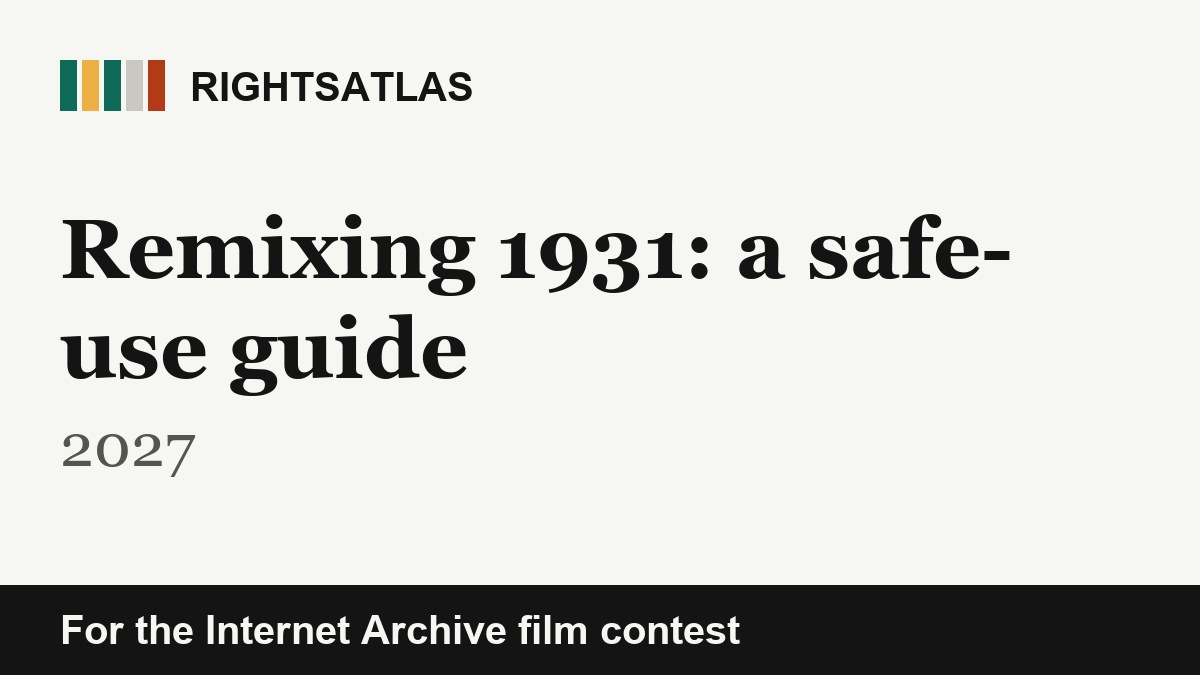 RIGHTSATLAS
Remixing 1931: a safe-
use guide
2027
For the Internet Archive film contest